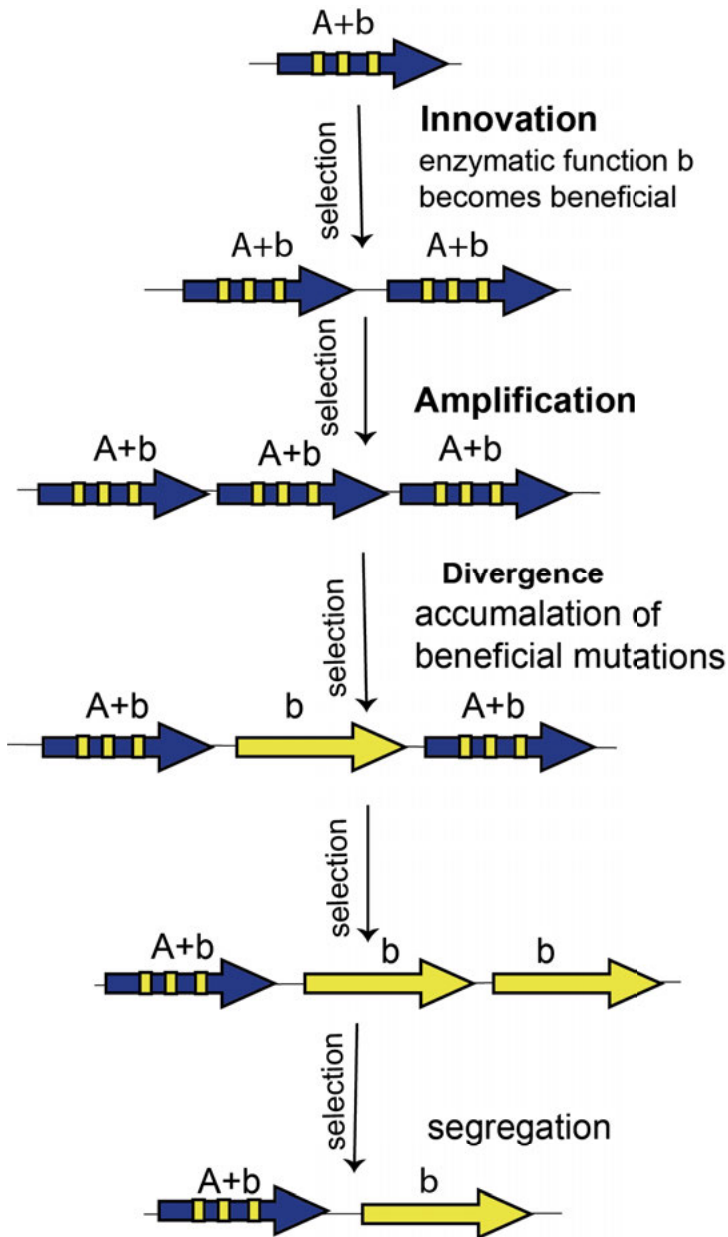 A+b
selection
Innovation
enzymatic function b
becomes beneficial
A+b
A+b
selection
Amplification
A+b
A+b
A+b
selection
Divergence
accumalation of
beneficial mutations
A+b
b
A+b
selection
A+b
b
b
selection
segregation
A+b
b